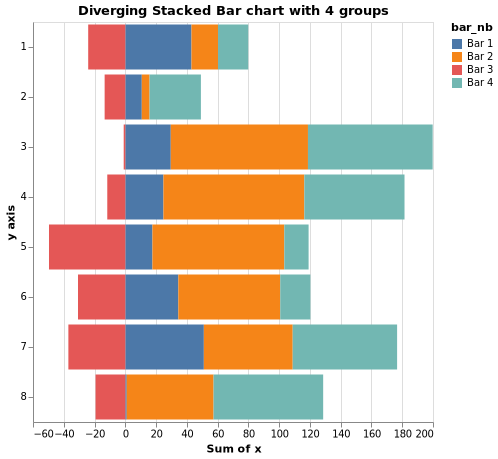 Diverging Stacked Bar chart with 4 groups
bar_nb
Bar 1
Bar 2
Bar 3
Bar 4
y axis
1
2
3
4
5
6
7
8
−60 −40 −20 0 20 40 60 80 100 120 140 160 180 200
Sum of x